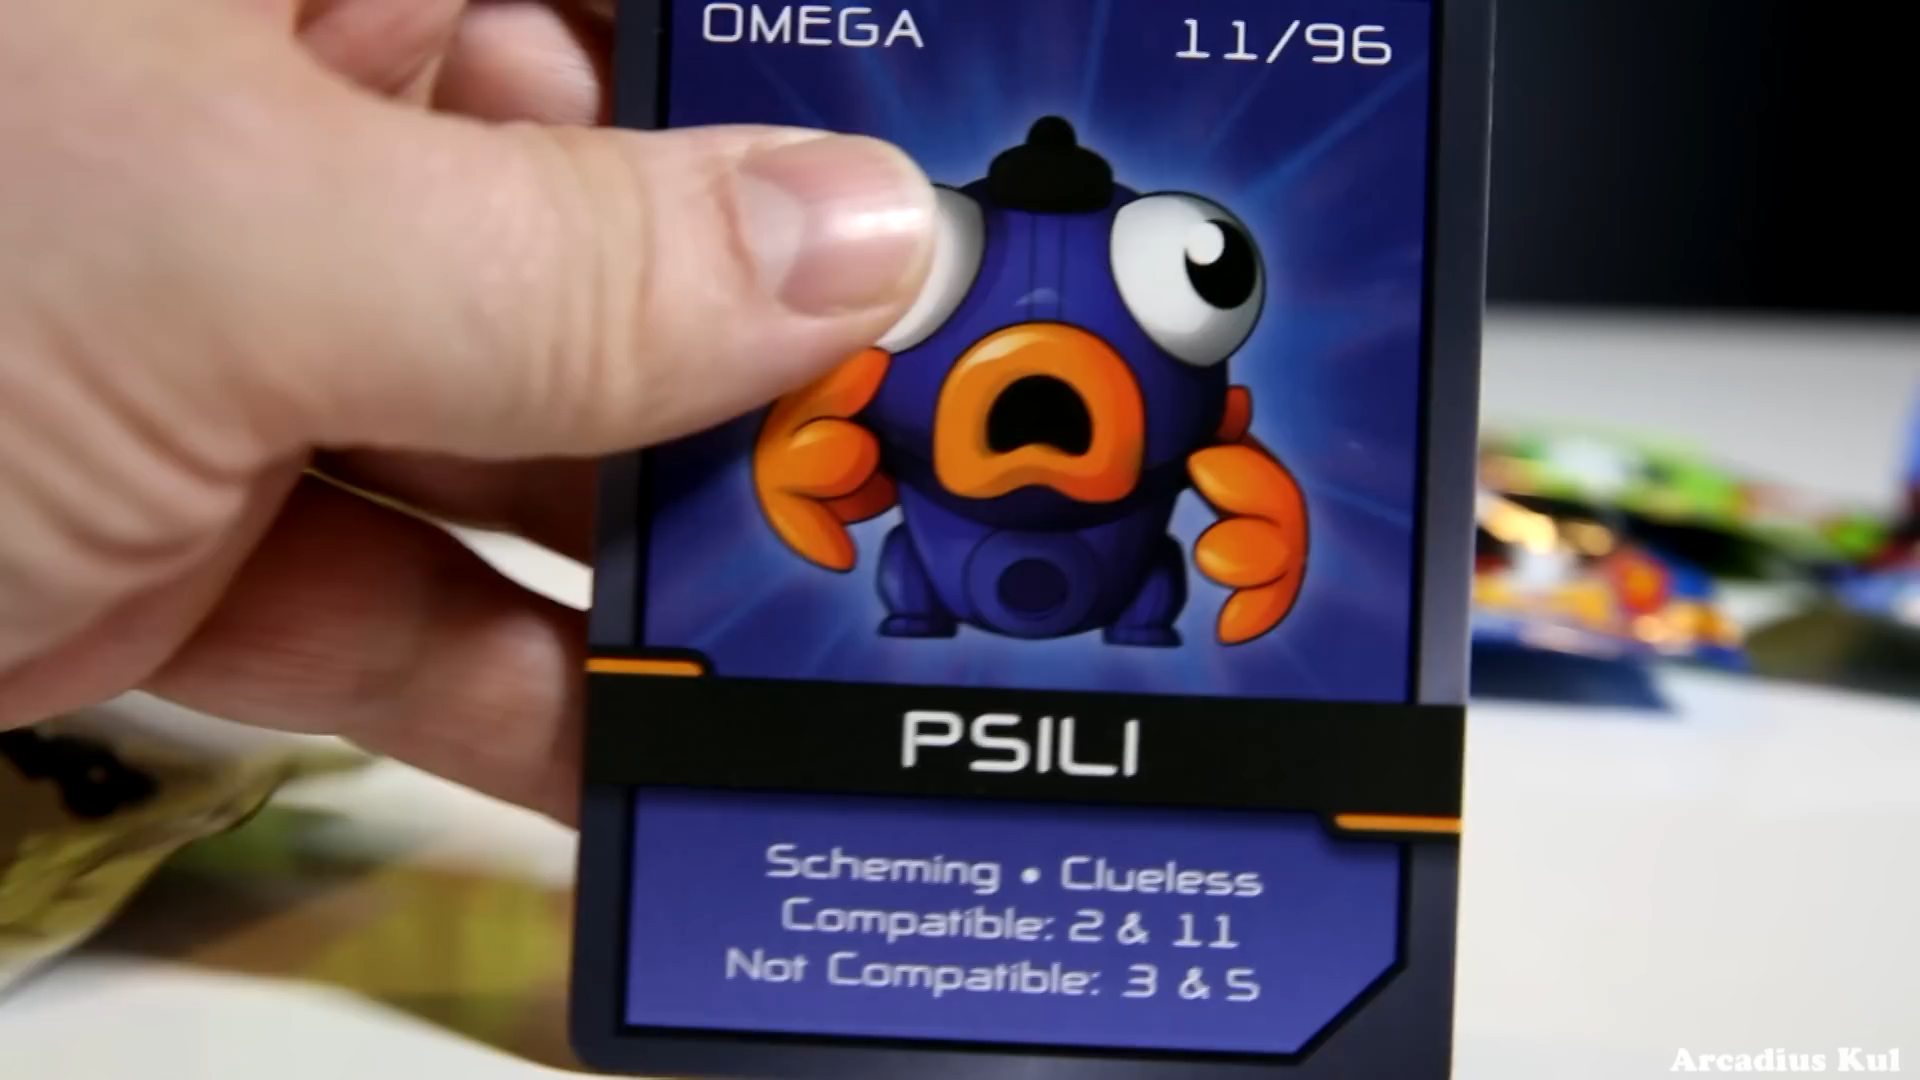 OMEGA 11/96
PSILI
Scheming • Clueless
Compatible: 2 & 11
Not Compatible: 3 & 5
Arcadius Kul